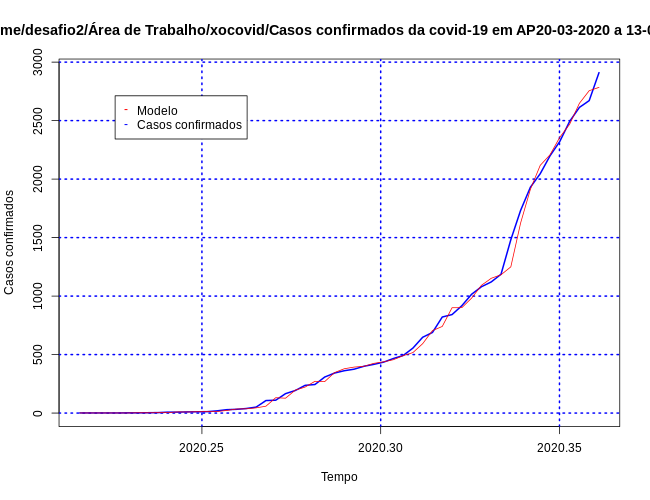 me/desafio2/Área de Trabalho/xocovid/Casos confirmados da covid-19 em AP20-03-2020 a 13-0
3000
2500
2000
1500
1000
500
0
Casos confirmados
Modelo
Casos confirmados
2020.25
2020.30
2020.35
Tempo